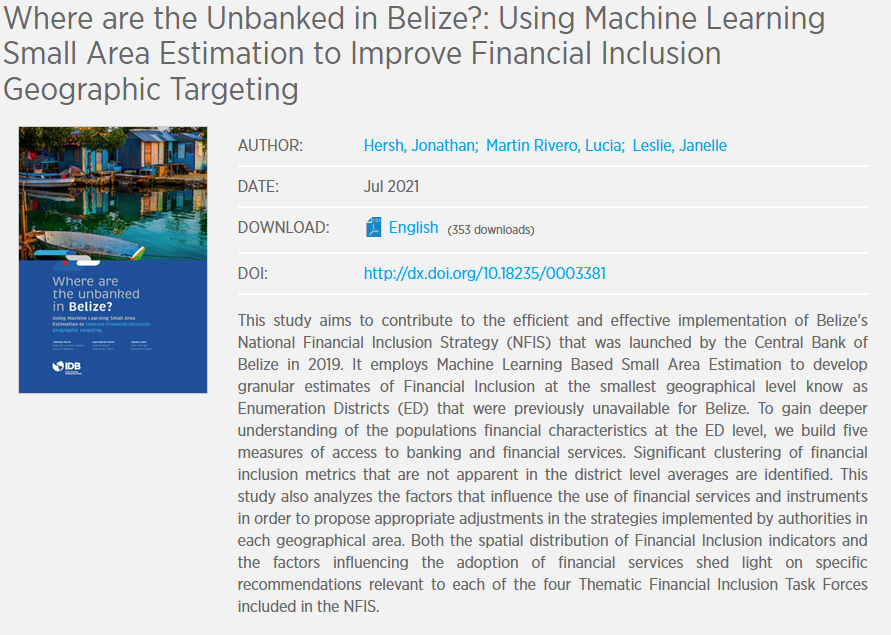 Where are the Unbanked in Belize?: Using Machine Learning
Small Area Estimation to Improve Financial Inclusion
Geographic Targeting
AUTHOR: Hersh, Jonathan; Martin Rivero, Lucia; Leslie, Janelle
DATE: Jul 2021
DOWNLOAD: English (353 downloads)
DOI: http://dx.doi.org/10.18235/0003381
Where are
the unbanked
in Belize?
Using Machine Learning Small Area
Estimation to improve Financial Inclusion
geographic targeting
IDB
This study aims to contribute to the efficient and effective implementation of Belize's
National Financial Inclusion Strategy (NFIS) that was launched by the Central Bank of
Belize in 2019. It employs Machine Learning Based Small Area Estimation to develop
granular estimates of Financial Inclusion at the smallest geographical level know as
Enumeration Districts (ED) that were previously unavailable for Belize. To gain deeper
understanding of the populations financial characteristics at the ED level, we build five
measures of access to banking and financial services. Significant clustering of financial
inclusion metrics that are not apparent in the district level averages are identified. This
study also analyzes the factors that influence the use of financial services and instruments
in order to propose appropriate adjustments in the strategies implemented by authorities in
each geographical area. Both the spatial distribution of Financial Inclusion indicators and
the factors influencing the adoption of financial services shed light on specific
recommendations relevant to each of the four Thematic Financial Inclusion Task Forces
included in the NFIS.